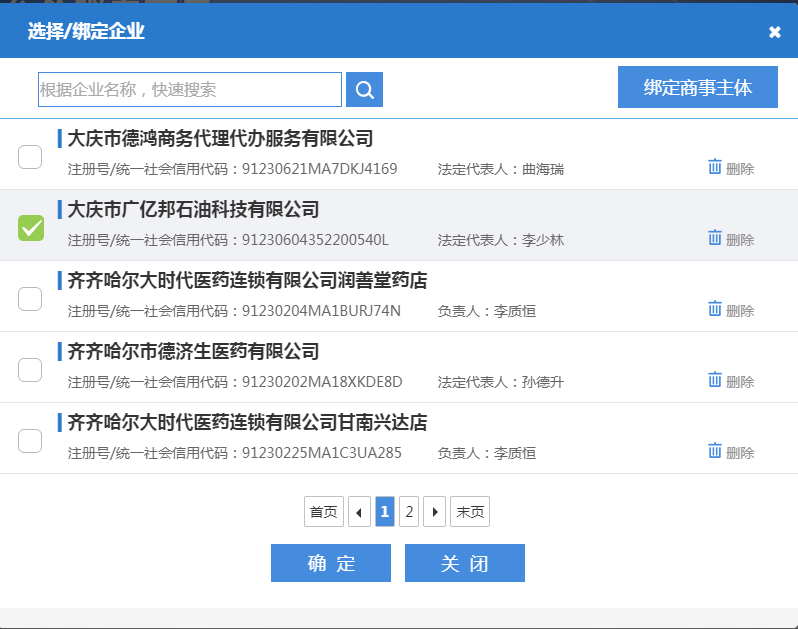 选择/绑定企业
根据企业名称，快速搜索
绑定商事主体
大庆市德鸿商务代理代办服务有限公司
注册号/统一社会信用代码：91230621MA7DKJ4169 法定代表人：曲海瑞 删除
大庆市广亿邦石油科技有限公司
注册号/统一社会信用代码：91230604352200540L 法定代表人：李少林 删除
齐齐哈尔大时代医药连锁有限公司润善堂药店
注册号/统一社会信用代码：91230204MA1BURJ74N 负责人：李质恒 删除
齐齐哈尔市德济生医药有限公司
注册号/统一社会信用代码：91230202MA18XKDE8D 法定代表人：孙德升 删除
齐齐哈尔大时代医药连锁有限公司甘南兴达店
注册号/统一社会信用代码：91230225MA1C3UA285 负责人：李质恒 删除
首页 1 2 末页
确 定 关 闭